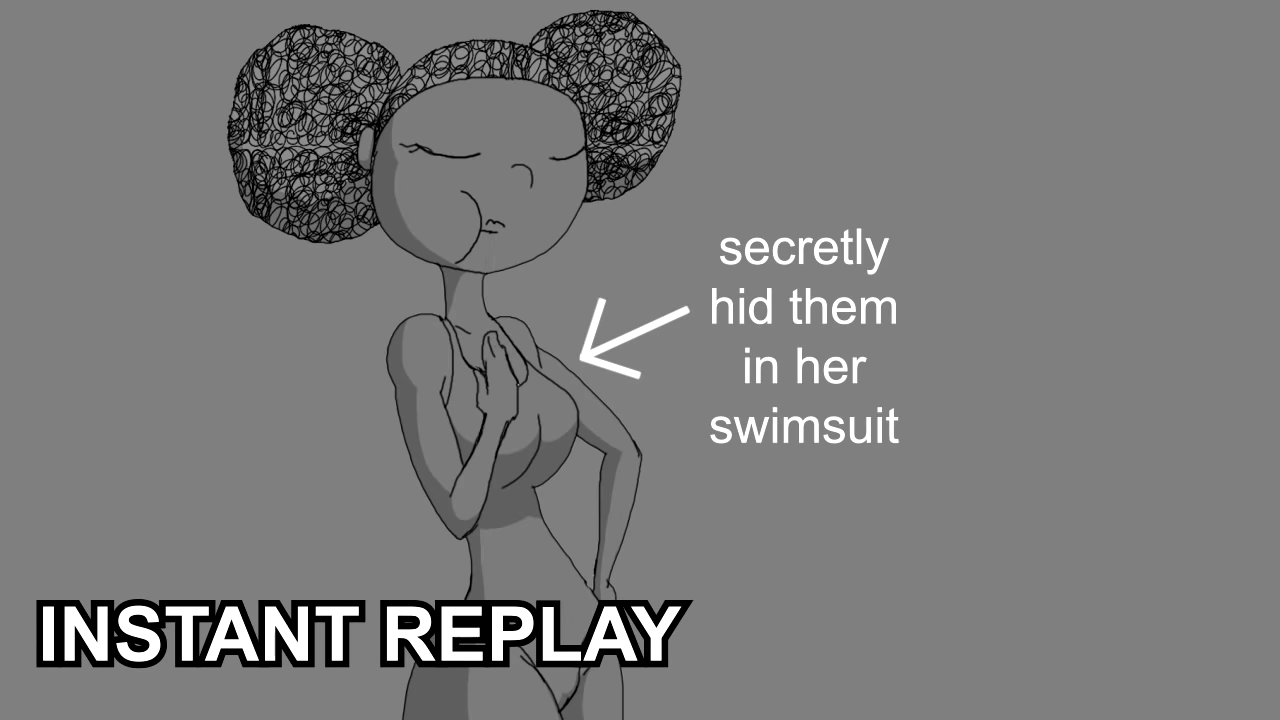 secretly
hid them
in her
swimsuit
INSTANT REPLAY